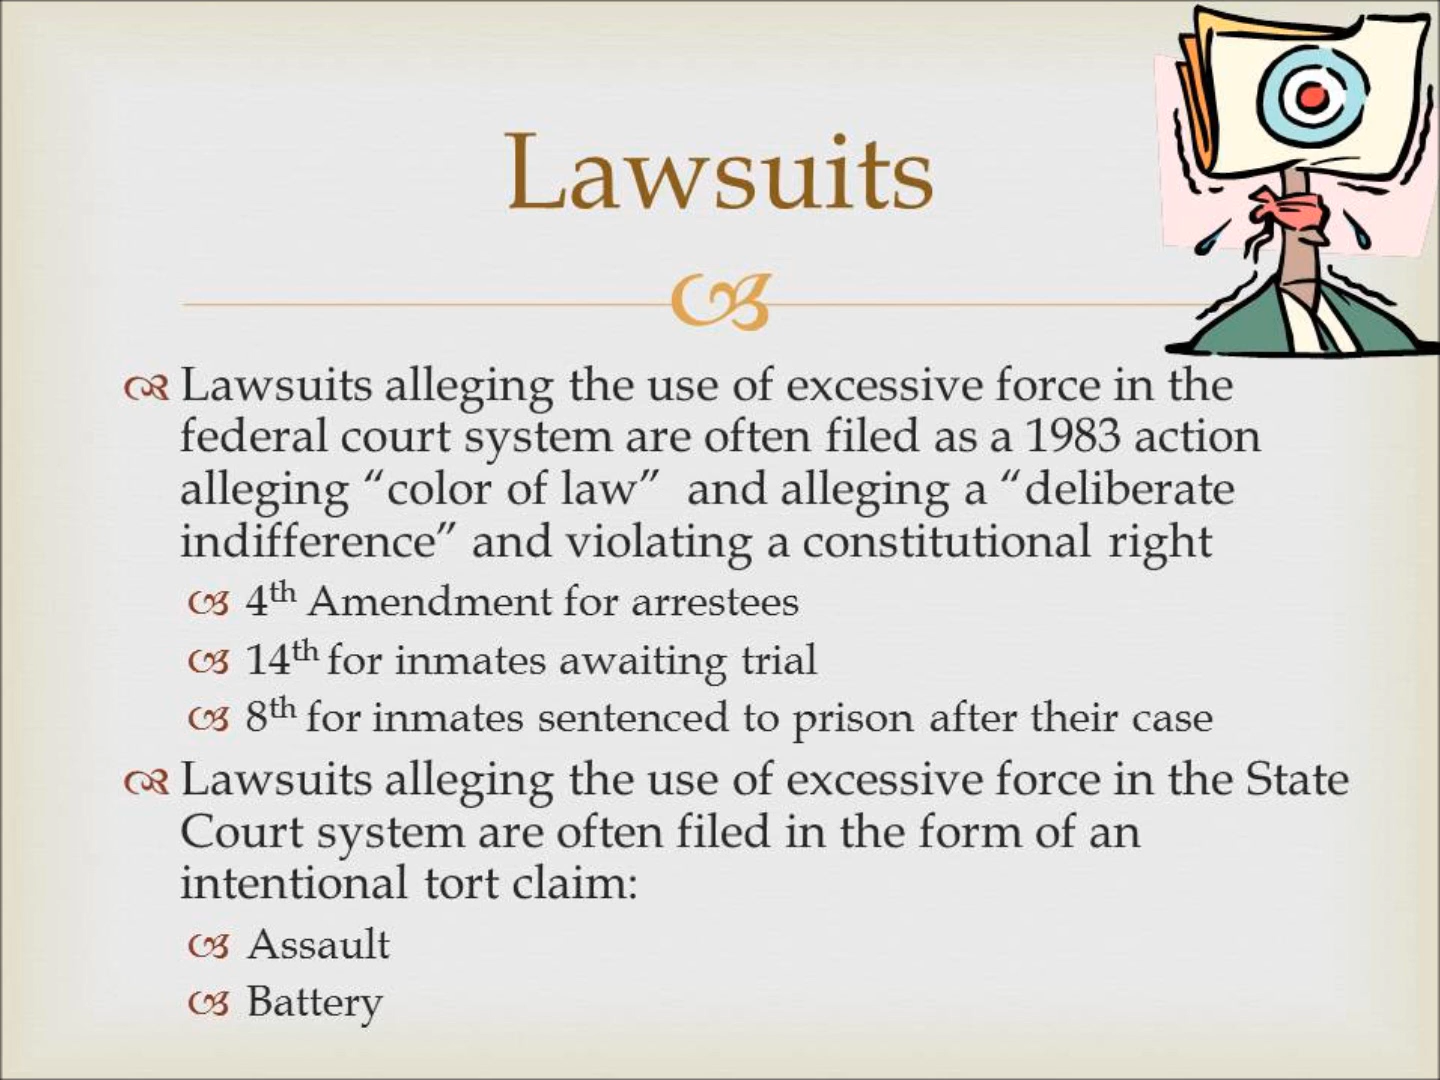 Lawsuits
Lawsuits alleging the use of excessive force in the
federal court system are often filed as a 1983 action
alleging “color of law”  and alleging a “deliberate
indifference” and violating a constitutional right
4th Amendment for arrestees
14th for inmates awaiting trial
8th for inmates sentenced to prison after their case
Lawsuits alleging the use of excessive force in the State
Court system are often filed in the form of an
intentional tort claim:
Assault
Battery